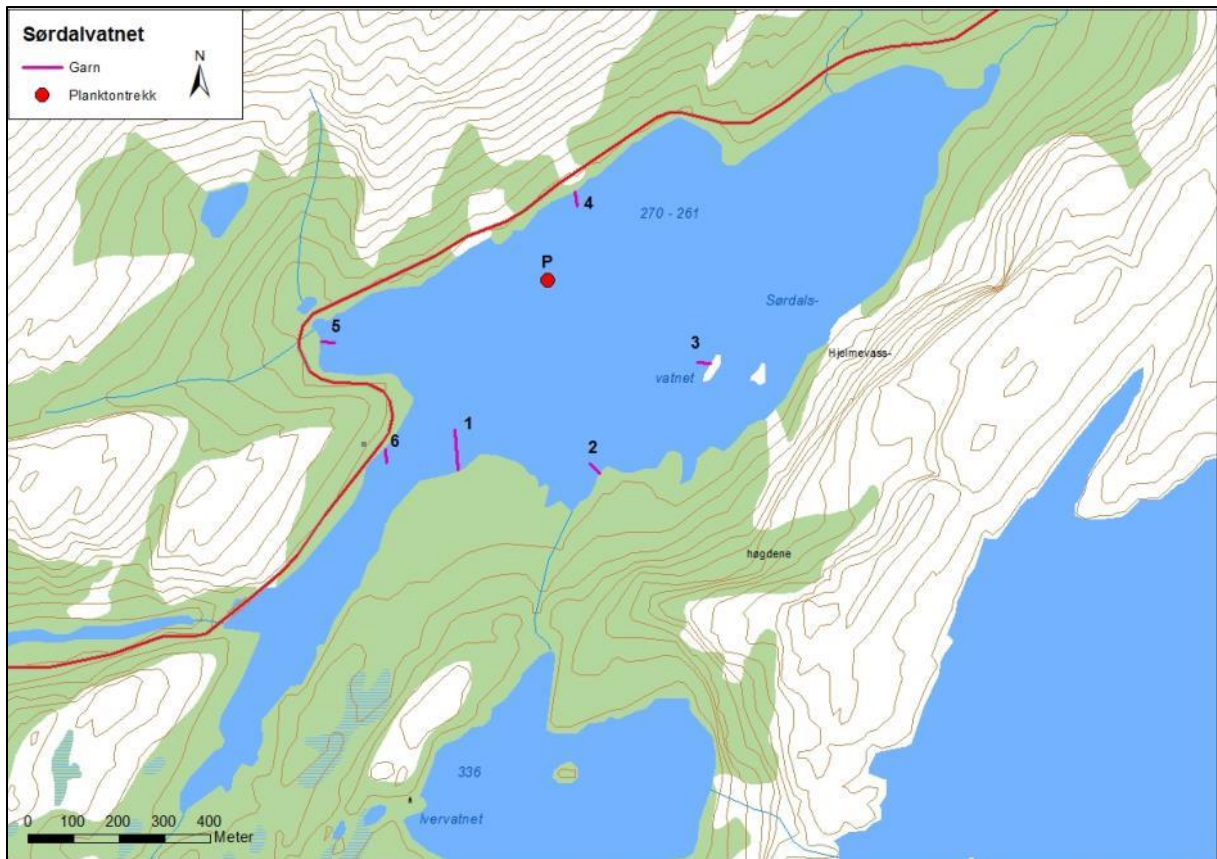 Sørdalvatnet
Garn
N
Planktontrekk
4
270 - 261
P
Sørdals-
5
3
Hjelmevass-
vatnet
1
6
2
høgdene
336
Ivervatnet
0 100 200 300 400
Meter